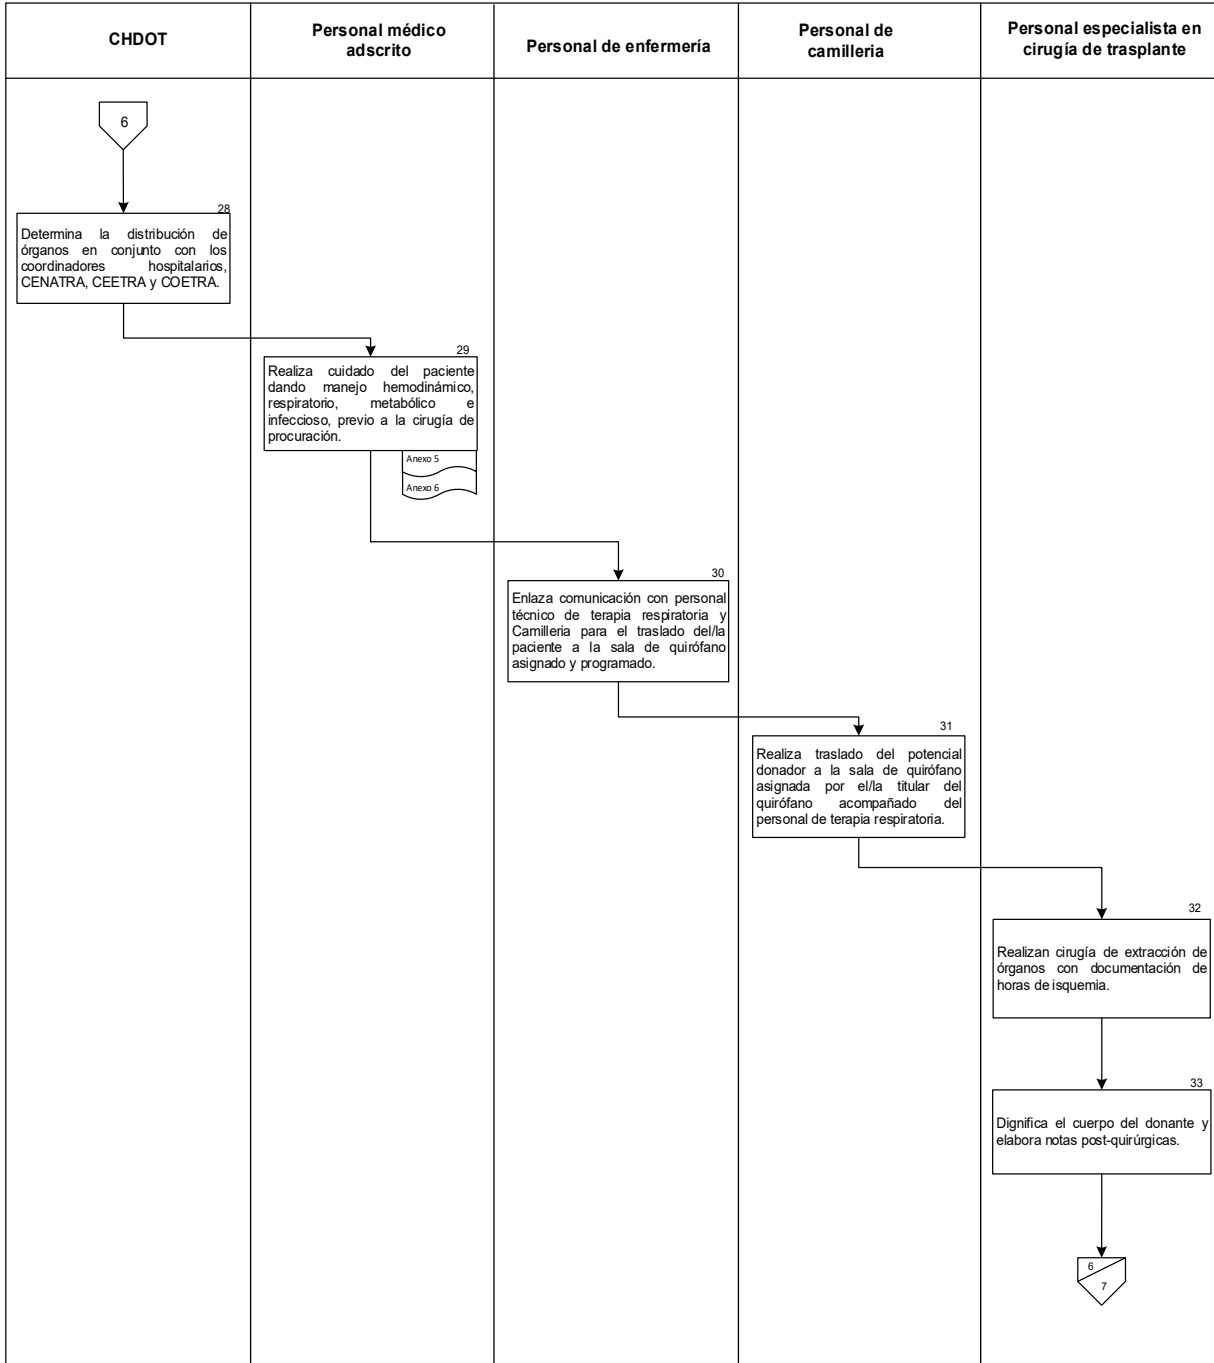 CHDOT
Personal médico
adscrito
Personal de enfermería
Personal de
camilleria
Personal especialista en
cirugía de trasplante
6
28
Determina la distribución de
órganos en conjunto con los
coordinadores hospitalarios,
CENATRA, CEETRA y COETRA.
29
Realiza cuidado del paciente
dando manejo hemodinámico,
respiratorio, metabólico e
infeccioso, previo a la cirugía de
procuración.
Anexo 5
Anexo 6
30
Enlaza comunicación con personal
técnico de terapia respiratoria y
Camilleria para el traslado del/la
paciente a la sala de quirófano
asignado y programado.
31
Realiza traslado del potencial
donador a la sala de quirófano
asignada por el/la titular del
quirófano acompañado del
personal de terapia respiratoria.
32
Realizan cirugía de extracción de
órganos con documentación de
horas de isquemia.
33
Dignifica el cuerpo del donante y
elabora notas post-quirúrgicas.
6
7